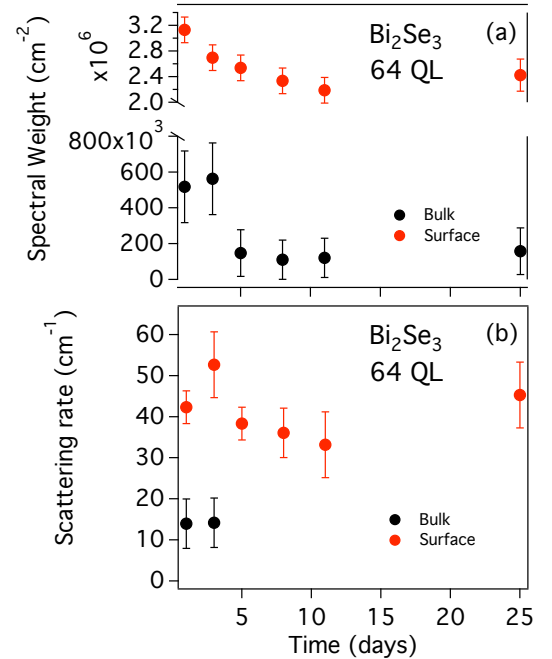 Spectral Weight (cm-2)
x10^6
3.2
2.8
2.4
2.0
Bi2Se3 (a)
64 QL
800x10^3
600
400
200
0
Bulk
Surface
Scattering rate (cm-1)
60
50
40
30
20
10
0
Bi2Se3 (b)
64 QL
Bulk
Surface
5 10 15 20 25
Time (days)